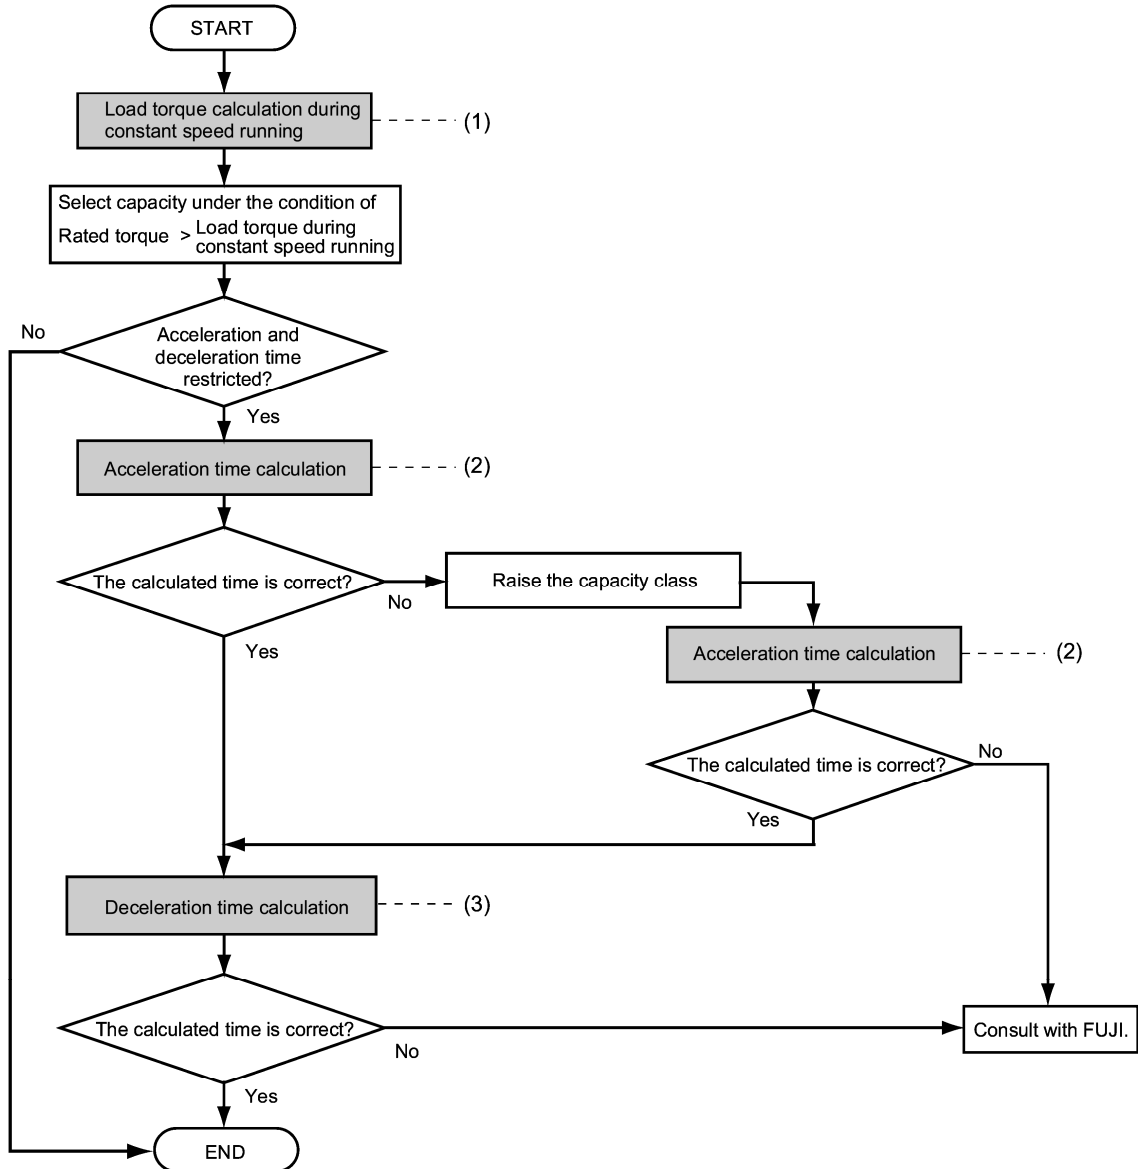 START
Load torque calculation during
constant speed running
(1)
Select capacity under the condition of
Rated torque > Load torque during
constant speed running
No
Acceleration and
deceleration time
restricted?
Yes
Acceleration time calculation
(2)
The calculated time is correct?
No
Raise the capacity class
Yes
Acceleration time calculation
(2)
The calculated time is correct?
No
Yes
Deceleration time calculation
(3)
The calculated time is correct?
No
Consult with FUJI.
Yes
END